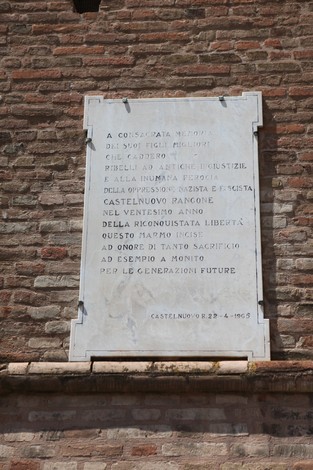 A CONSACRATA MEMORIA
DEI SUOI FIGLI MIGLIORI
CHE CADDERO
RIBELLI AD ANTICHE INGIUSTIZIE
E ALLA INUMANA FEROCIA
DELLA OPPRESSIONE NAZISTA E FASCISTA
CASTELNUOVO RANGONE
NEL VENTESIMO ANNO
DELLA RICONQUISTATA LIBERTÀ
QUESTO MARMO INCISE
AD ONORE DI TANTO SACRIFICIO
AD ESEMPIO A MONITO
PER LE GENERAZIONI FUTURE
CASTELNUOVO R. 22-4-1965